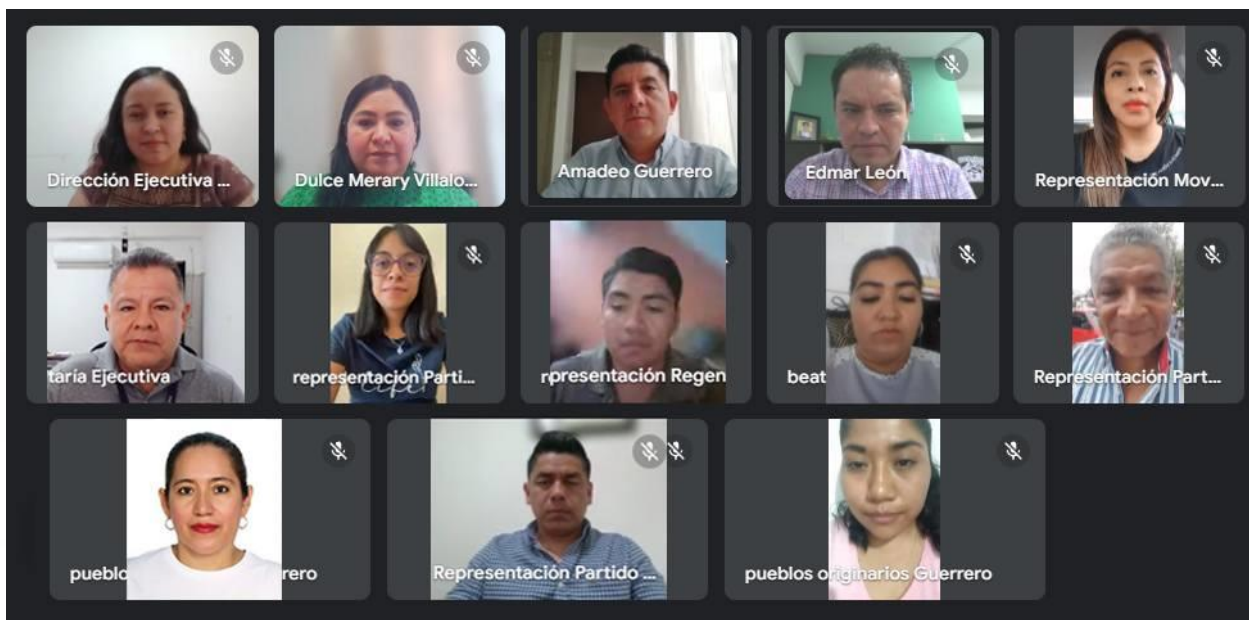 Dirección Ejecutiva ...
Dulce Merary Villalo...
Amadeo Guerrero
Edmar León
Representación Mov...
taría Ejecutiva
representación Parti...
presentación Regen
beat
Representación Part...
pueblo rero
Representación Partido ...
pueblos originarios Guerrero